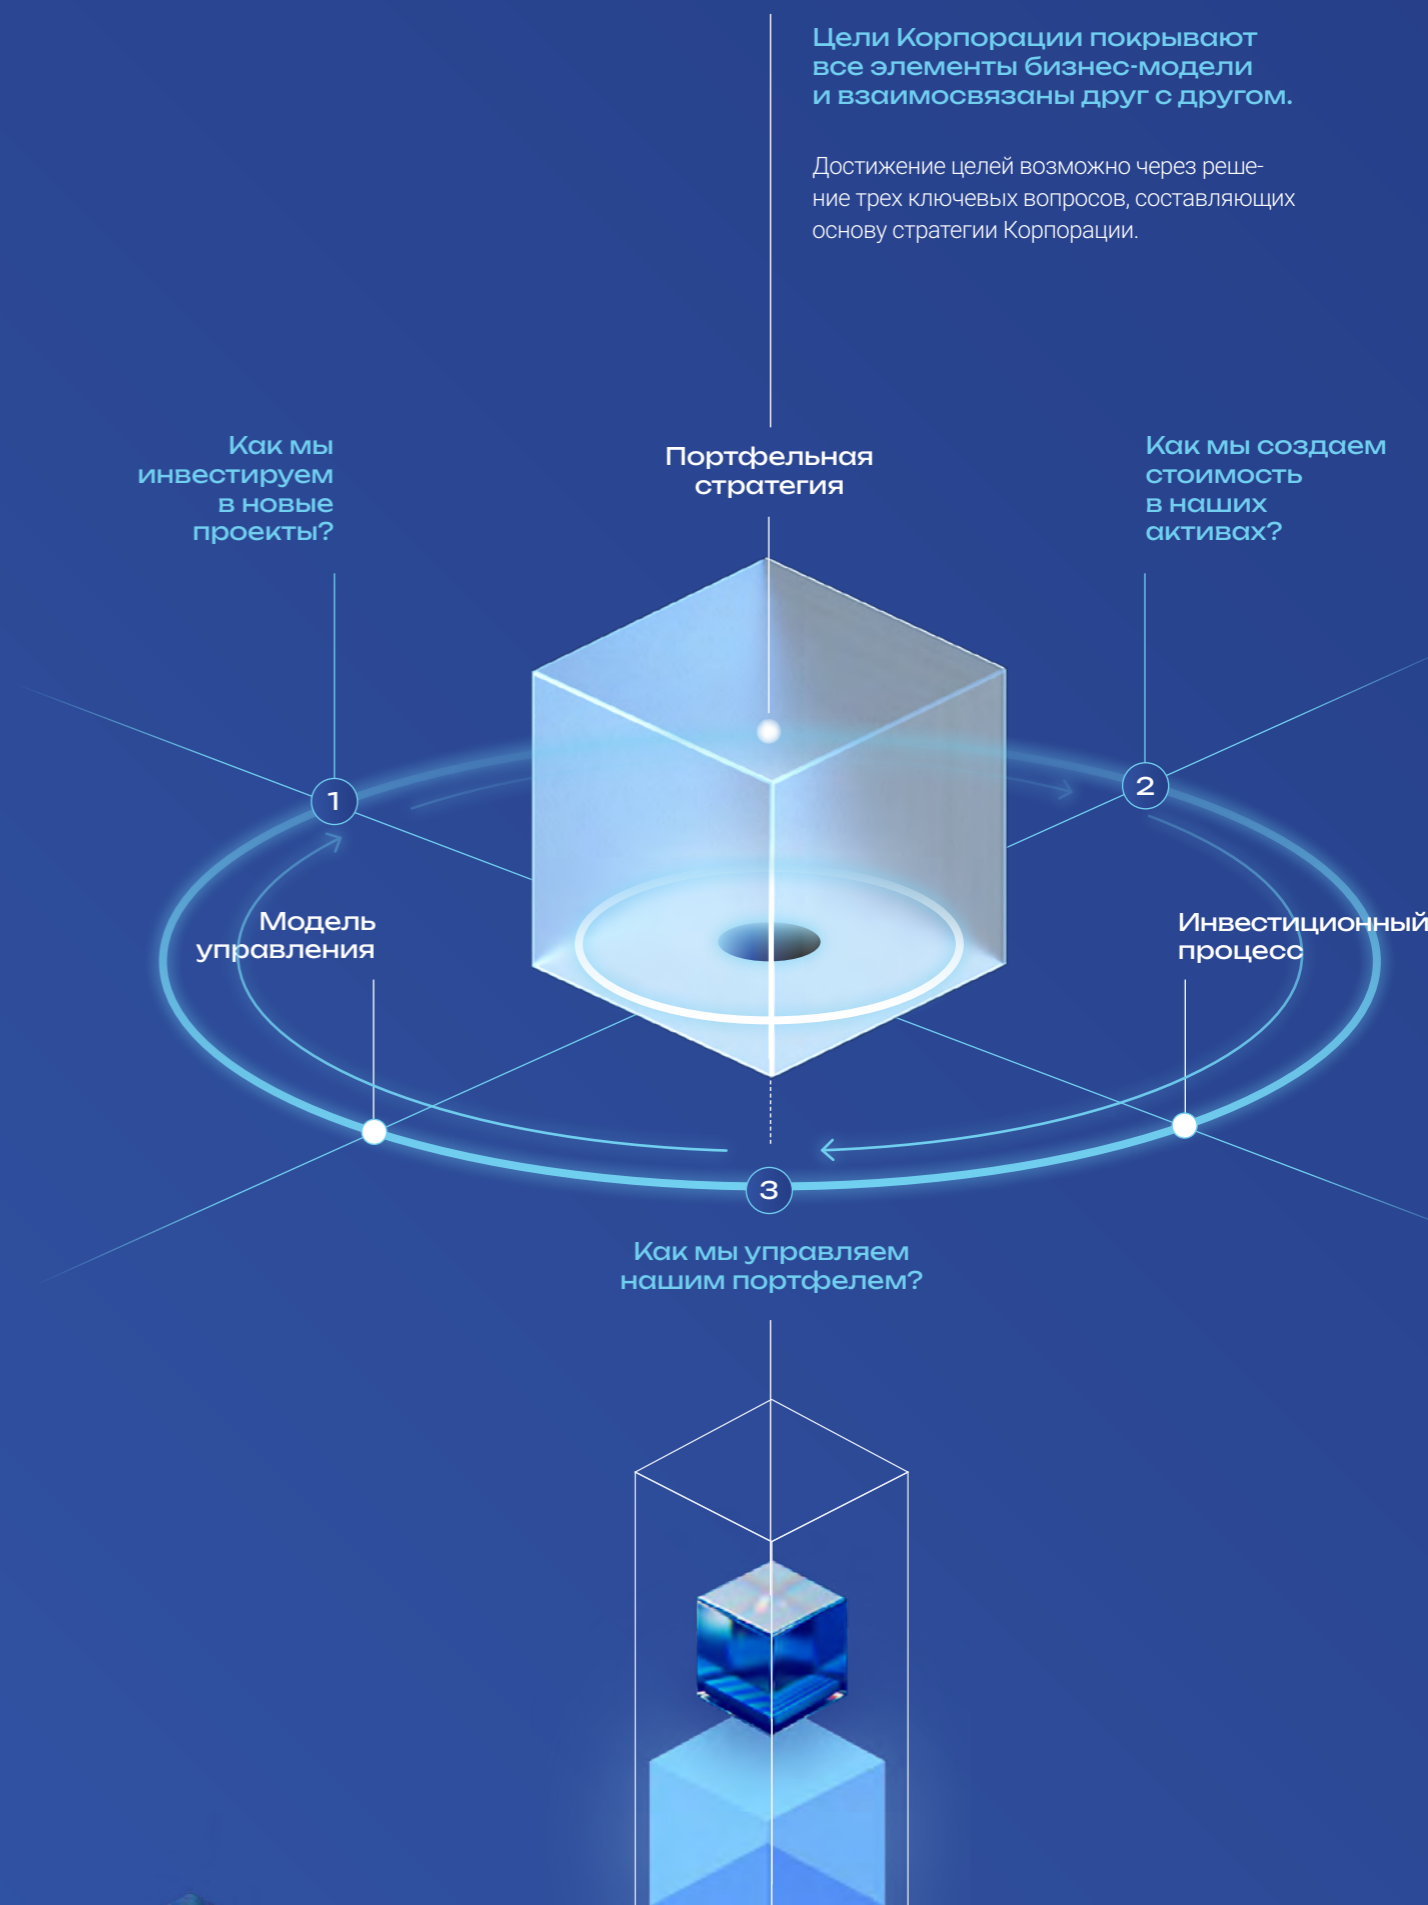 Цели Корпорации покрывают
все элементы бизнес-модели
и взаимосвязаны друг с другом.
Достижение целей возможно через реше-
ние трех ключевых вопросов, составляющих
основу стратегии Корпорации.
Как мы
инвестируем
в новые
проекты?
Портфельная
стратегия
Как мы создаем
стоимость
в наших
активах?
1
2
Модель
управления
Инвестиционный
процесс
3
Как мы управляем
нашим портфелем?